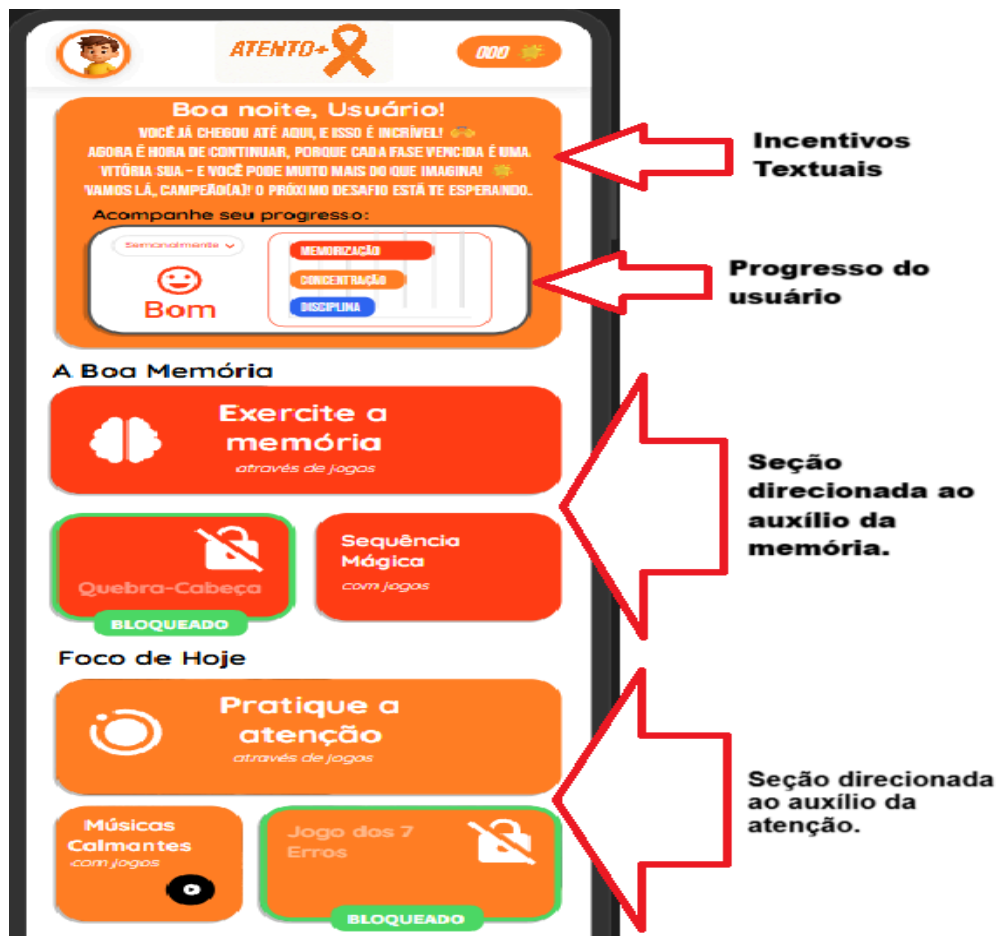 ATENTO+
000
Boa noite, Usuário!
VOCÊ JÁ CHEGOU ATÉ AQUI, E ISSO É INCRÍVEL!
AGORA É HORA DE CONTINUAR, PORQUE CADA FASE VENCIDA É UMA
VITÓRIA SUA - E VOCÊ PODE MUITO MAIS DO QUE IMAGINA!
VAMOS LÁ, CAMPEÃO(A)! O PRÓXIMO DESAFIO ESTÁ TE ESPERANDO..
Incentivos
Textuais
Acompanhe seu progresso:
Semanalmente
Bom
MEMORIZAÇÃO
CONCENTRAÇÃO
DISCIPLINA
Progresso do
usuário
A Boa Memória
Exercite a
memória
através de jogos
Quebra-Cabeça
BLOQUEADO
Sequência
Mágica
com jogos
Seção
direcionada ao
auxílio da
memória.
Foco de Hoje
Pratique a
atenção
através de jogos
Músicas
Calmantes
com jogos
Jogo dos 7
Erros
BLOQUEADO
Seção direcionada
ao auxílio da
atenção.